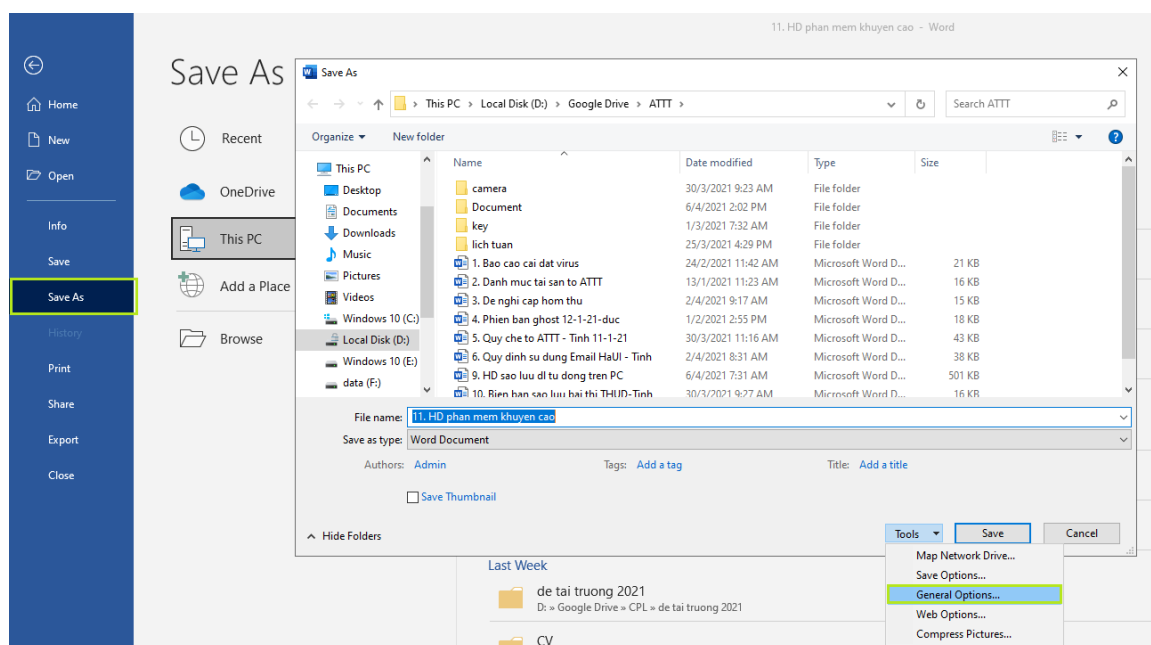 11. HD phan mem khuyen cao - Word
Save As
Home
New
Open
Info
Save
Save As
History
Print
Share
Export
Close
Recent
OneDrive
This PC
Add a Place
Browse
Save As
This PC > Local Disk (D:) > Google Drive > ATTT >
Search ATTT
Organize
New folder
This PC
Desktop
Documents
Downloads
Music
Pictures
Videos
Windows 10 (C:)
Local Disk (D:)
Windows 10 (E:)
data (F:)
Name Date modified Type Size
camera 30/3/2021 9:23 AM File folder
Document 6/4/2021 2:02 PM File folder
key 1/3/2021 7:32 AM File folder
lich tuan 25/3/2021 4:29 PM File folder
1. Bao cao cai dat virus 24/2/2021 11:42 AM Microsoft Word D... 21 KB
2. Danh muc tai san to ATTT 13/1/2021 11:23 AM Microsoft Word D... 16 KB
3. De nghi cap hom thu 2/4/2021 9:17 AM Microsoft Word D... 15 KB
4. Phien ban ghost 12-1-21-duc 1/2/2021 2:55 PM Microsoft Word D... 18 KB
5. Quy che to ATTT - Tinh 11-1-21 30/3/2021 11:16 AM Microsoft Word D... 43 KB
6. Quy dinh su dung Email HaUI - Tinh 2/4/2021 8:31 AM Microsoft Word D... 38 KB
9. HD sao luu dl tu dong tren PC 6/4/2021 7:31 AM Microsoft Word D... 501 KB
10. Bien ban sao luu bai thi THUD-Tinh 30/3/2021 9:27 AM Microsoft Word D... 16 KB
File name: 11. HD phan mem khuyen cao
Save as type: Word Document
Authors: Admin Tags: Add a tag Title: Add a title
Save Thumbnail
Hide Folders
Tools Save Cancel
Map Network Drive...
Save Options...
General Options...
Web Options...
Compress Pictures...
Last Week
de tai truong 2021
D: » Google Drive » CPL » de tai truong 2021
CV